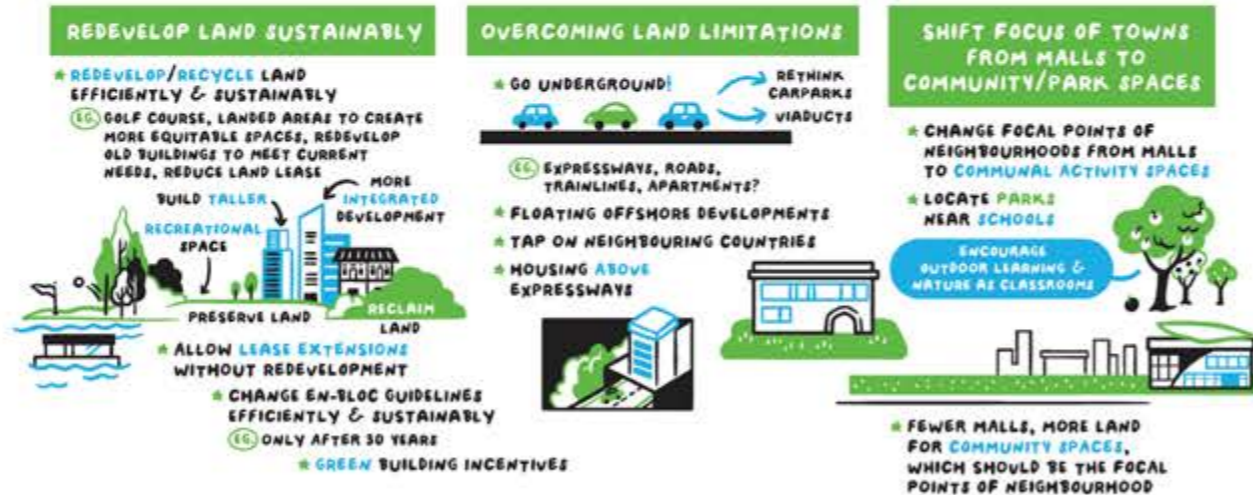 REDEVELOP LAND SUSTAINABLY
★ REDEVELOP/RECYCLE LAND
EFFICIENTLY & SUSTAINABLY
EG. GOLF COURSE, LANDED AREAS TO CREATE
MORE EQUITABLE SPACES, REDEVELOP
OLD BUILDINGS TO MEET CURRENT
NEEDS, REDUCE LAND LEASE
BUILD TALLER
MORE
INTEGRATED
DEVELOPMENT
RECREATIONAL
SPACE
PRESERVE LAND
RECLAIM
LAND
★ ALLOW LEASE EXTENSIONS
WITHOUT REDEVELOPMENT
★ CHANGE EN-BLOC GUIDELINES
EFFICIENTLY & SUSTAINABLY
EG. ONLY AFTER 30 YEARS
★ GREEN BUILDING INCENTIVES
OVERCOMING LAND LIMITATIONS
★ GO UNDERGROUND!
RETHINK
CARPARKS
VIADUCTS
EG. EXPRESSWAYS, ROADS,
TRAINLINES, APARTMENTS?
★ FLOATING OFFSHORE DEVELOPMENTS
★ TAP ON NEIGHBOURING COUNTRIES
★ HOUSING ABOVE
EXPRESSWAYS
SHIFT FOCUS OF TOWNS
FROM MALLS TO
COMMUNITY/PARK SPACES
★ CHANGE FOCAL POINTS OF
NEIGHBOURHOODS FROM MALLS
TO COMMUNAL ACTIVITY SPACES
★ LOCATE PARKS
NEAR SCHOOLS
ENCOURAGE
OUTDOOR LEARNING &
NATURE AS CLASSROOMS
★ FEWER MALLS, MORE LAND
FOR COMMUNITY SPACES,
WHICH SHOULD BE THE FOCAL
POINTS OF NEIGHBOURHOOD